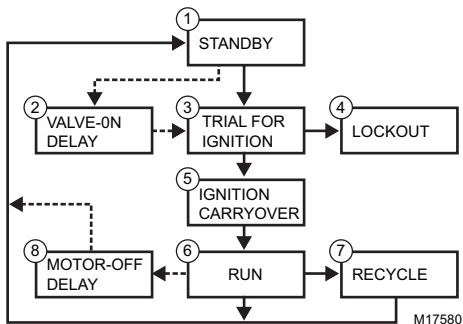 1
STANDBY
2
VALVE-0N
DELAY
3
TRIAL FOR
IGNITION
4
LOCKOUT
5
IGNITION
CARRYOVER
8
MOTOR-OFF
DELAY
6
RUN
7
RECYCLE
M17580